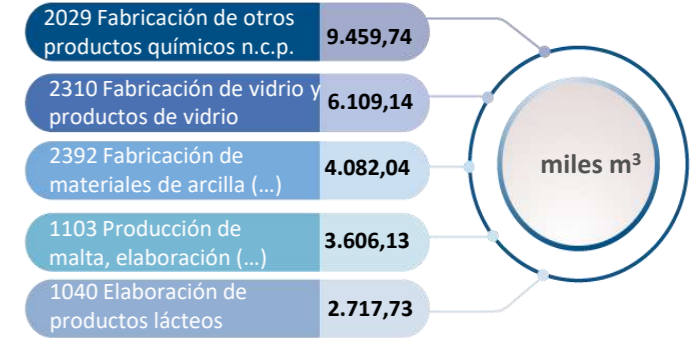 2029 Fabricación de otros
productos químicos n.c.p.
9.459,74
2310 Fabricación de vidrio y
productos de vidrio
6.109,14
2392 Fabricación de
materiales de arcilla (...)
4.082,04
1103 Producción de
malta, elaboración (...)
3.606,13
1040 Elaboración de
productos lácteos
2.717,73
miles m³